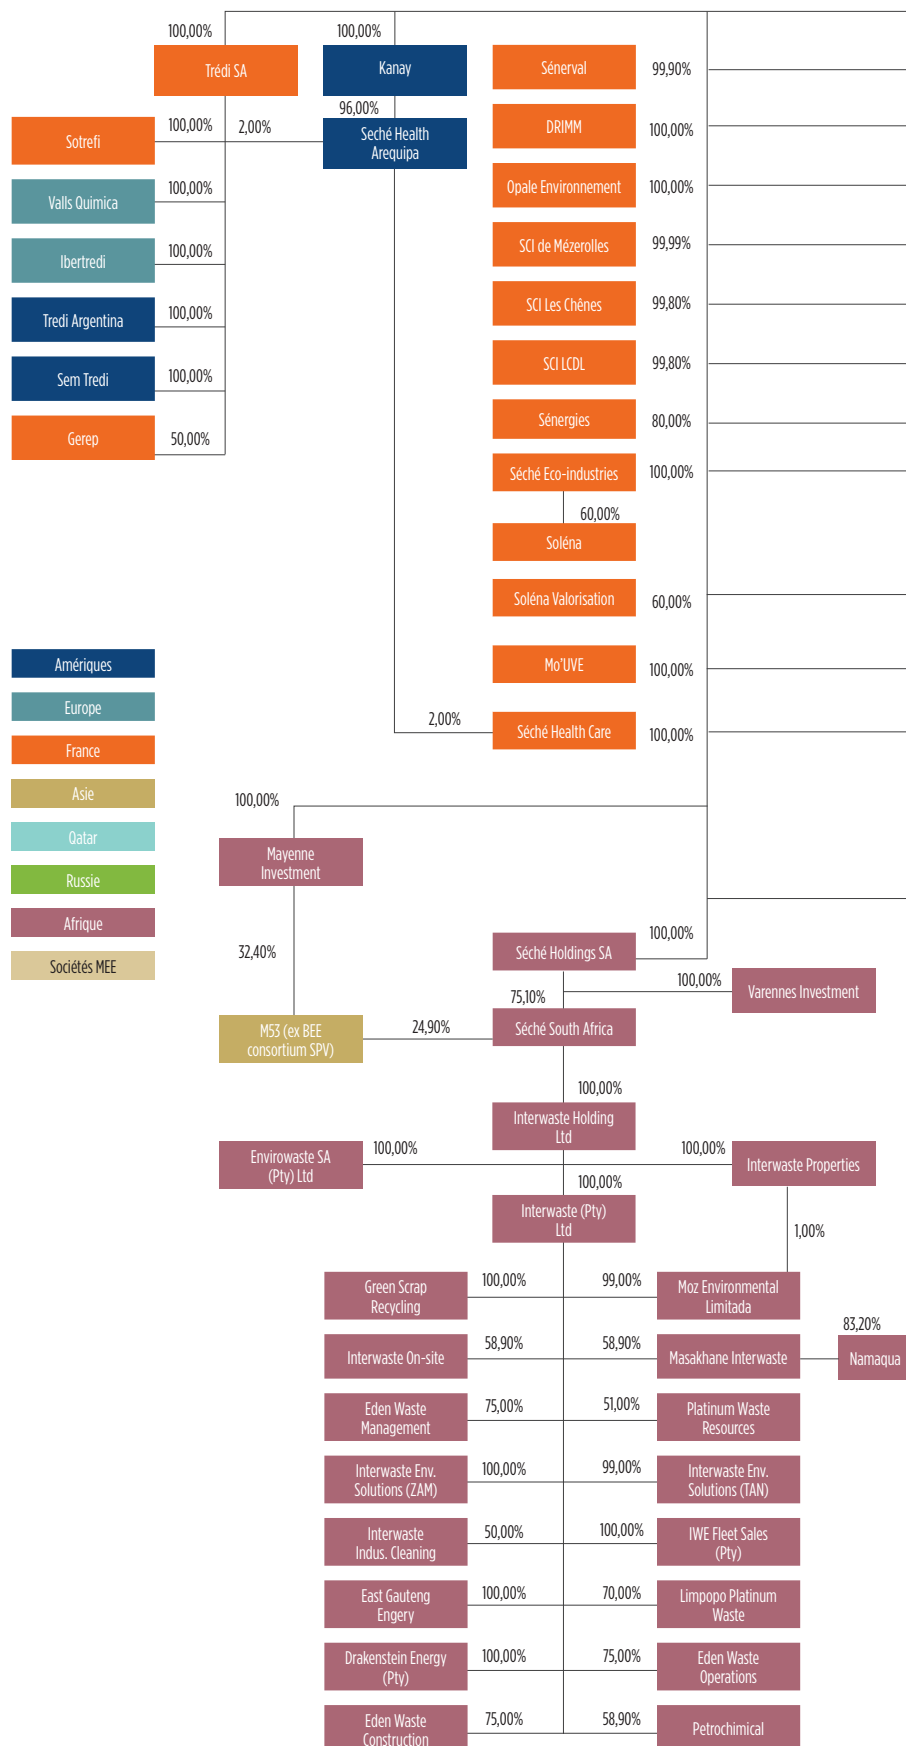 100,00%
100,00%
Trédi SA
Kanay
Sénerval
99,90%
96,00%
Sotrefi
100,00%
2,00%
Seché Health
Arequipa
DRIMM
100,00%
Valls Quimica
100,00%
Opale Environnement
100,00%
Ibertredi
100,00%
SCI de Mézerolles
99,99%
Tredi Argentina
100,00%
SCI Les Chênes
99,80%
Sem Tredi
100,00%
SCI LCDL
99,80%
Gerep
50,00%
Sénergies
80,00%
Séché Eco-industries
100,00%
60,00%
Soléna
Soléna Valorisation
60,00%
Mo'UVE
100,00%
2,00%
Séché Health Care
100,00%
Amériques
Europe
France
Asie
Qatar
Russie
Afrique
Sociétés MEE
100,00%
Mayenne
Investment
32,40%
Séché Holdings SA
100,00%
75,10%
100,00%
Varennes Investment
M53 (ex BEE
consortium SPV)
24,90%
Séché South Africa
100,00%
Interwaste Holding
Ltd
Envirowaste SA
(Pty) Ltd
100,00%
100,00%
Interwaste Properties
100,00%
Interwaste (Pty)
Ltd
1,00%
Green Scrap
Recycling
100,00%
99,00%
Moz Environmental
Limitada
83,20%
Interwaste On-site
58,90%
58,90%
Masakhane Interwaste
Namaqua
Eden Waste
Management
75,00%
51,00%
Platinum Waste
Resources
Interwaste Env.
Solutions (ZAM)
100,00%
99,00%
Interwaste Env.
Solutions (TAN)
Interwaste
Indus. Cleaning
50,00%
100,00%
IWE Fleet Sales
(Pty)
East Gauteng
Engery
100,00%
70,00%
Limpopo Platinum
Waste
Drakenstein Energy
(Pty)
100,00%
75,00%
Eden Waste
Operations
Eden Waste
Construction
75,00%
58,90%
Petrochimical